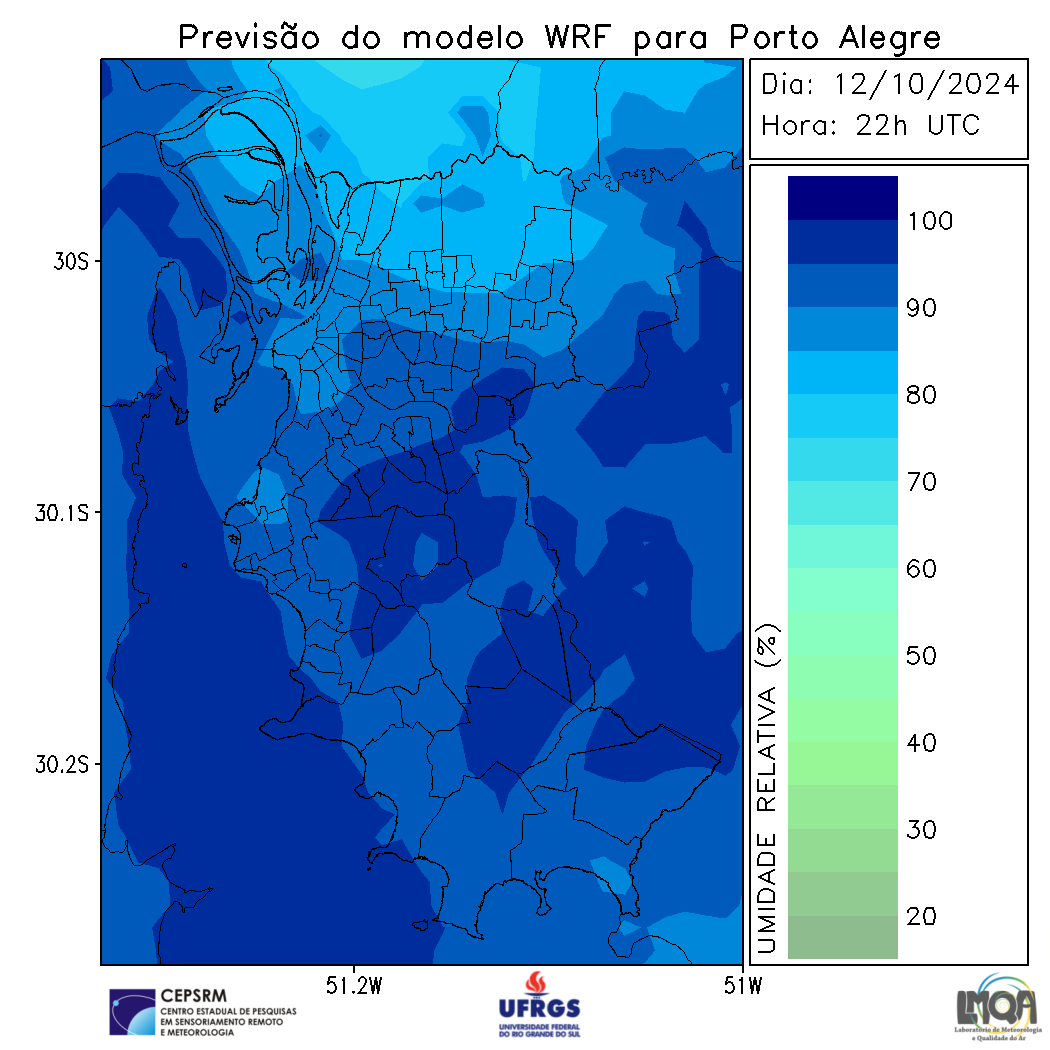 Previsão do modelo WRF para Porto Alegre
Dia: 12/10/2024
Hora: 22h UTC
30S
30.1S
30.2S
51.2W
51W
UMIDADE RELATIVA (%)
100
90
80
70
60
50
40
30
20
CEPSRM
CENTRO ESTADUAL DE PESQUISAS
EM SENSORIAMENTO REMOTO
E METEOROLOGIA
UFRGS
UNIVERSIDADE FEDERAL
DO RIO GRANDE DO SUL
LMQA
Laboratório de Meteorologia
e Qualidade do Ar